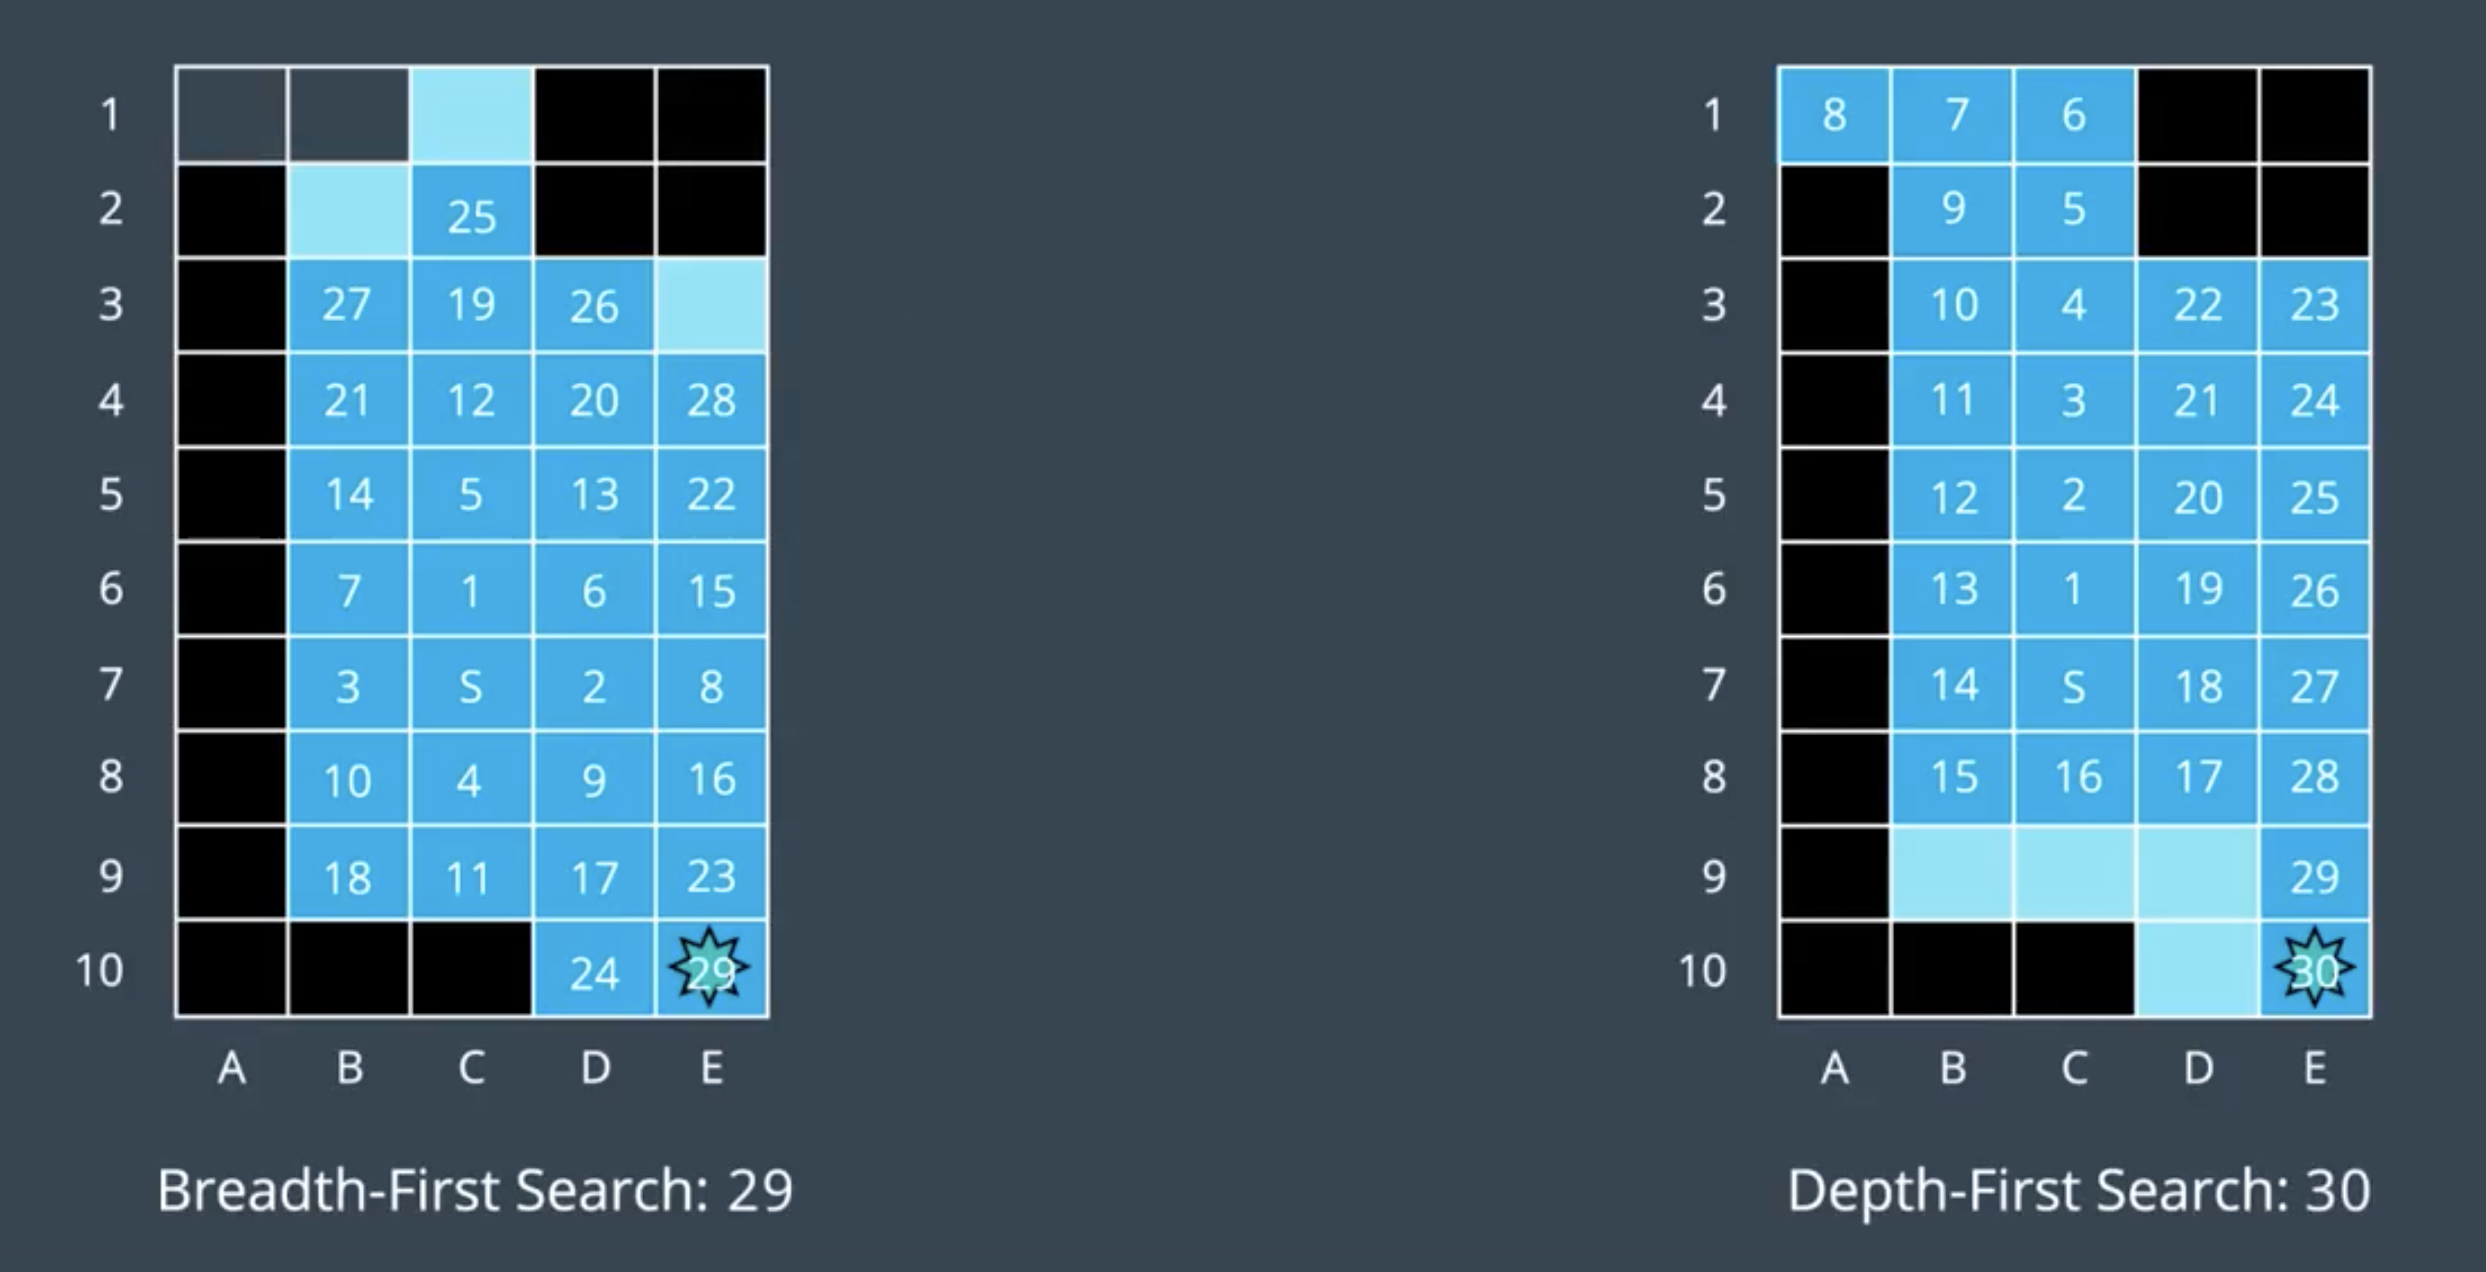 1 8 7 6
1
2 25
2 9 5
3 27 19 26
3 10 4 22 23
4 21 12 20 28
4 11 3 21 24
5 14 5 13 22
5 12 2 20 25
6 7 1 6 15
6 13 1 19 26
7 3 S 2 8
7 14 S 18 27
8 10 4 9 16
8 15 16 17 28
9 18 11 17 23
9 29
10 24 29
10 30
A B C D E
A B C D E
Breadth-First Search: 29
Depth-First Search: 30